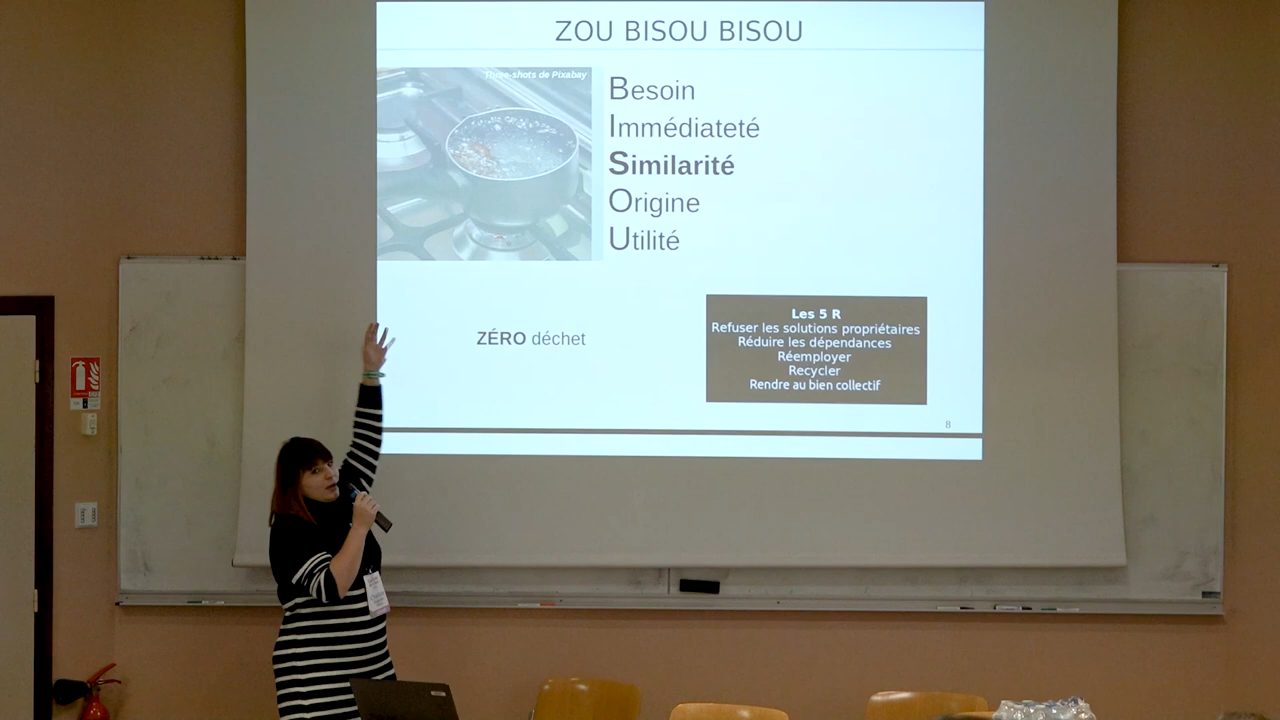 ZOU BISOU BISOU
Three-shots de Pixabay
Besoin
Immédiateté
Similarité
Origine
Utilité
ZÉRO déchet
Les 5 R
Refuser les solutions propriétaires
Réduire les dépendances
Réemployer
Recycler
Rendre au bien collectif
8